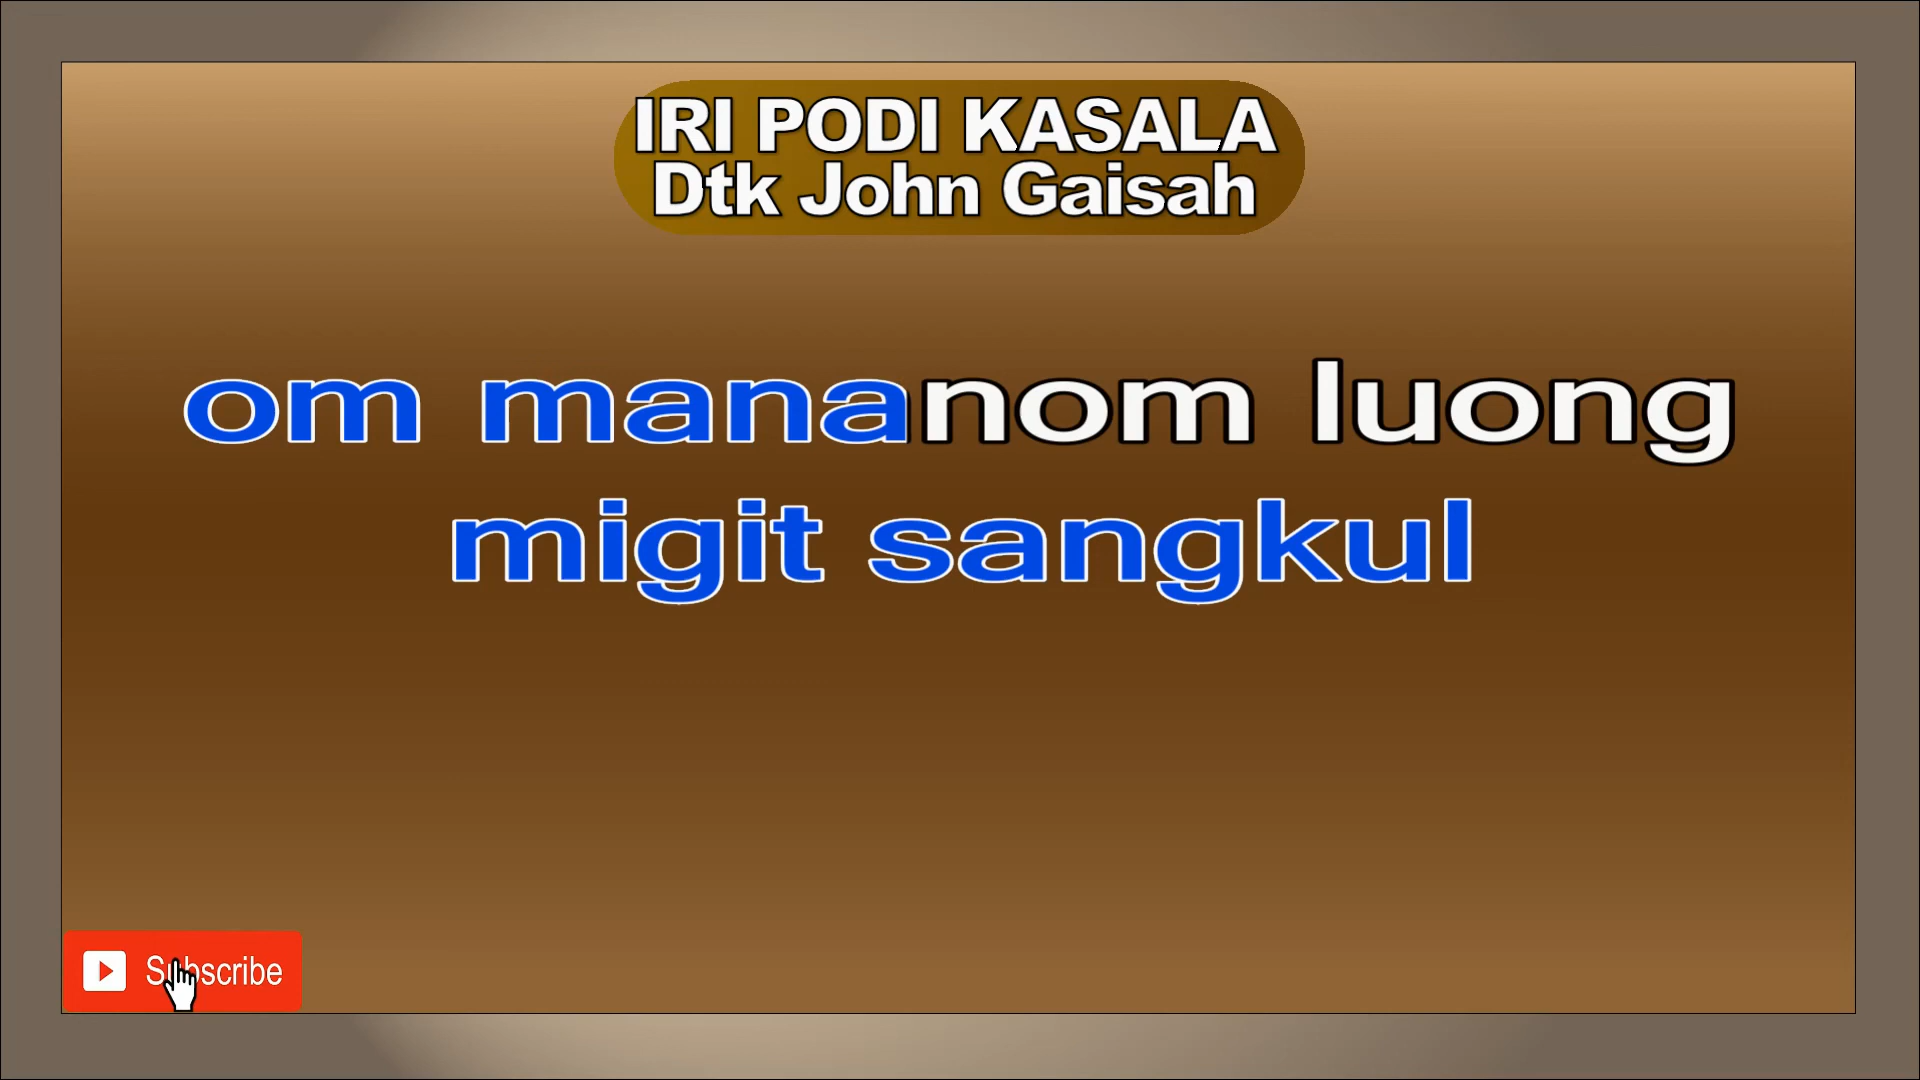 IRI PODI KASALA
Dtk John Gaisah
om mananom luong
migit sangkul
Subscribe